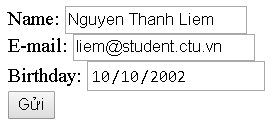 Name: Nguyen Thanh Liem
E-mail: liem@student.ctu.vn
Birthday: 10/10/2002
Gửi